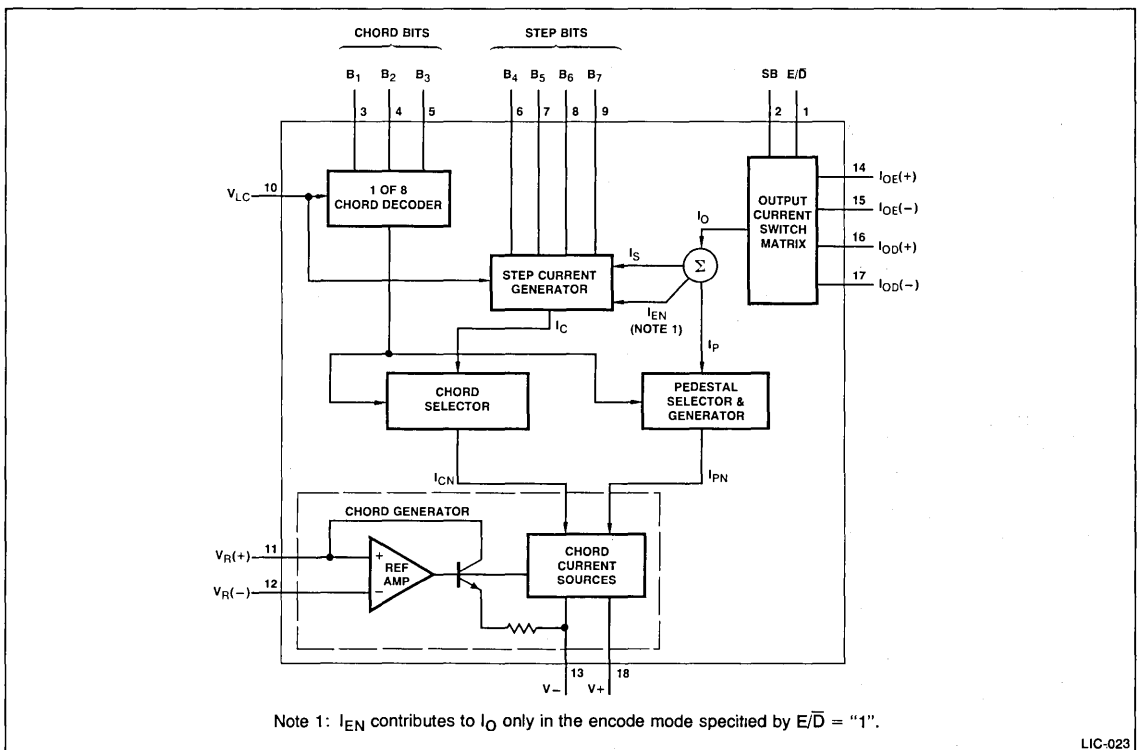 CHORD BITS
STEP BITS
B1 B2 B3
B4 B5 B6 B7
SB E/D̅
3 4 5
6 7 8 9
2 1
VLC 10
1 OF 8
CHORD DECODER
OUTPUT
CURRENT
SWITCH
MATRIX
14 IOE(+)
15 IOE(−)
16 IOD(+)
17 IOD(−)
IO
Σ
IS
STEP CURRENT
GENERATOR
IEN
(NOTE 1)
IC
IP
CHORD
SELECTOR
PEDESTAL
SELECTOR &
GENERATOR
ICN
IPN
CHORD GENERATOR
VR(+) 11
VR(−) 12
+
REF
AMP
−
CHORD
CURRENT
SOURCES
13 18
V− V+
Note 1: IEN contributes to IO only in the encode mode specified by E/D̅ = “1”.
LIC-023